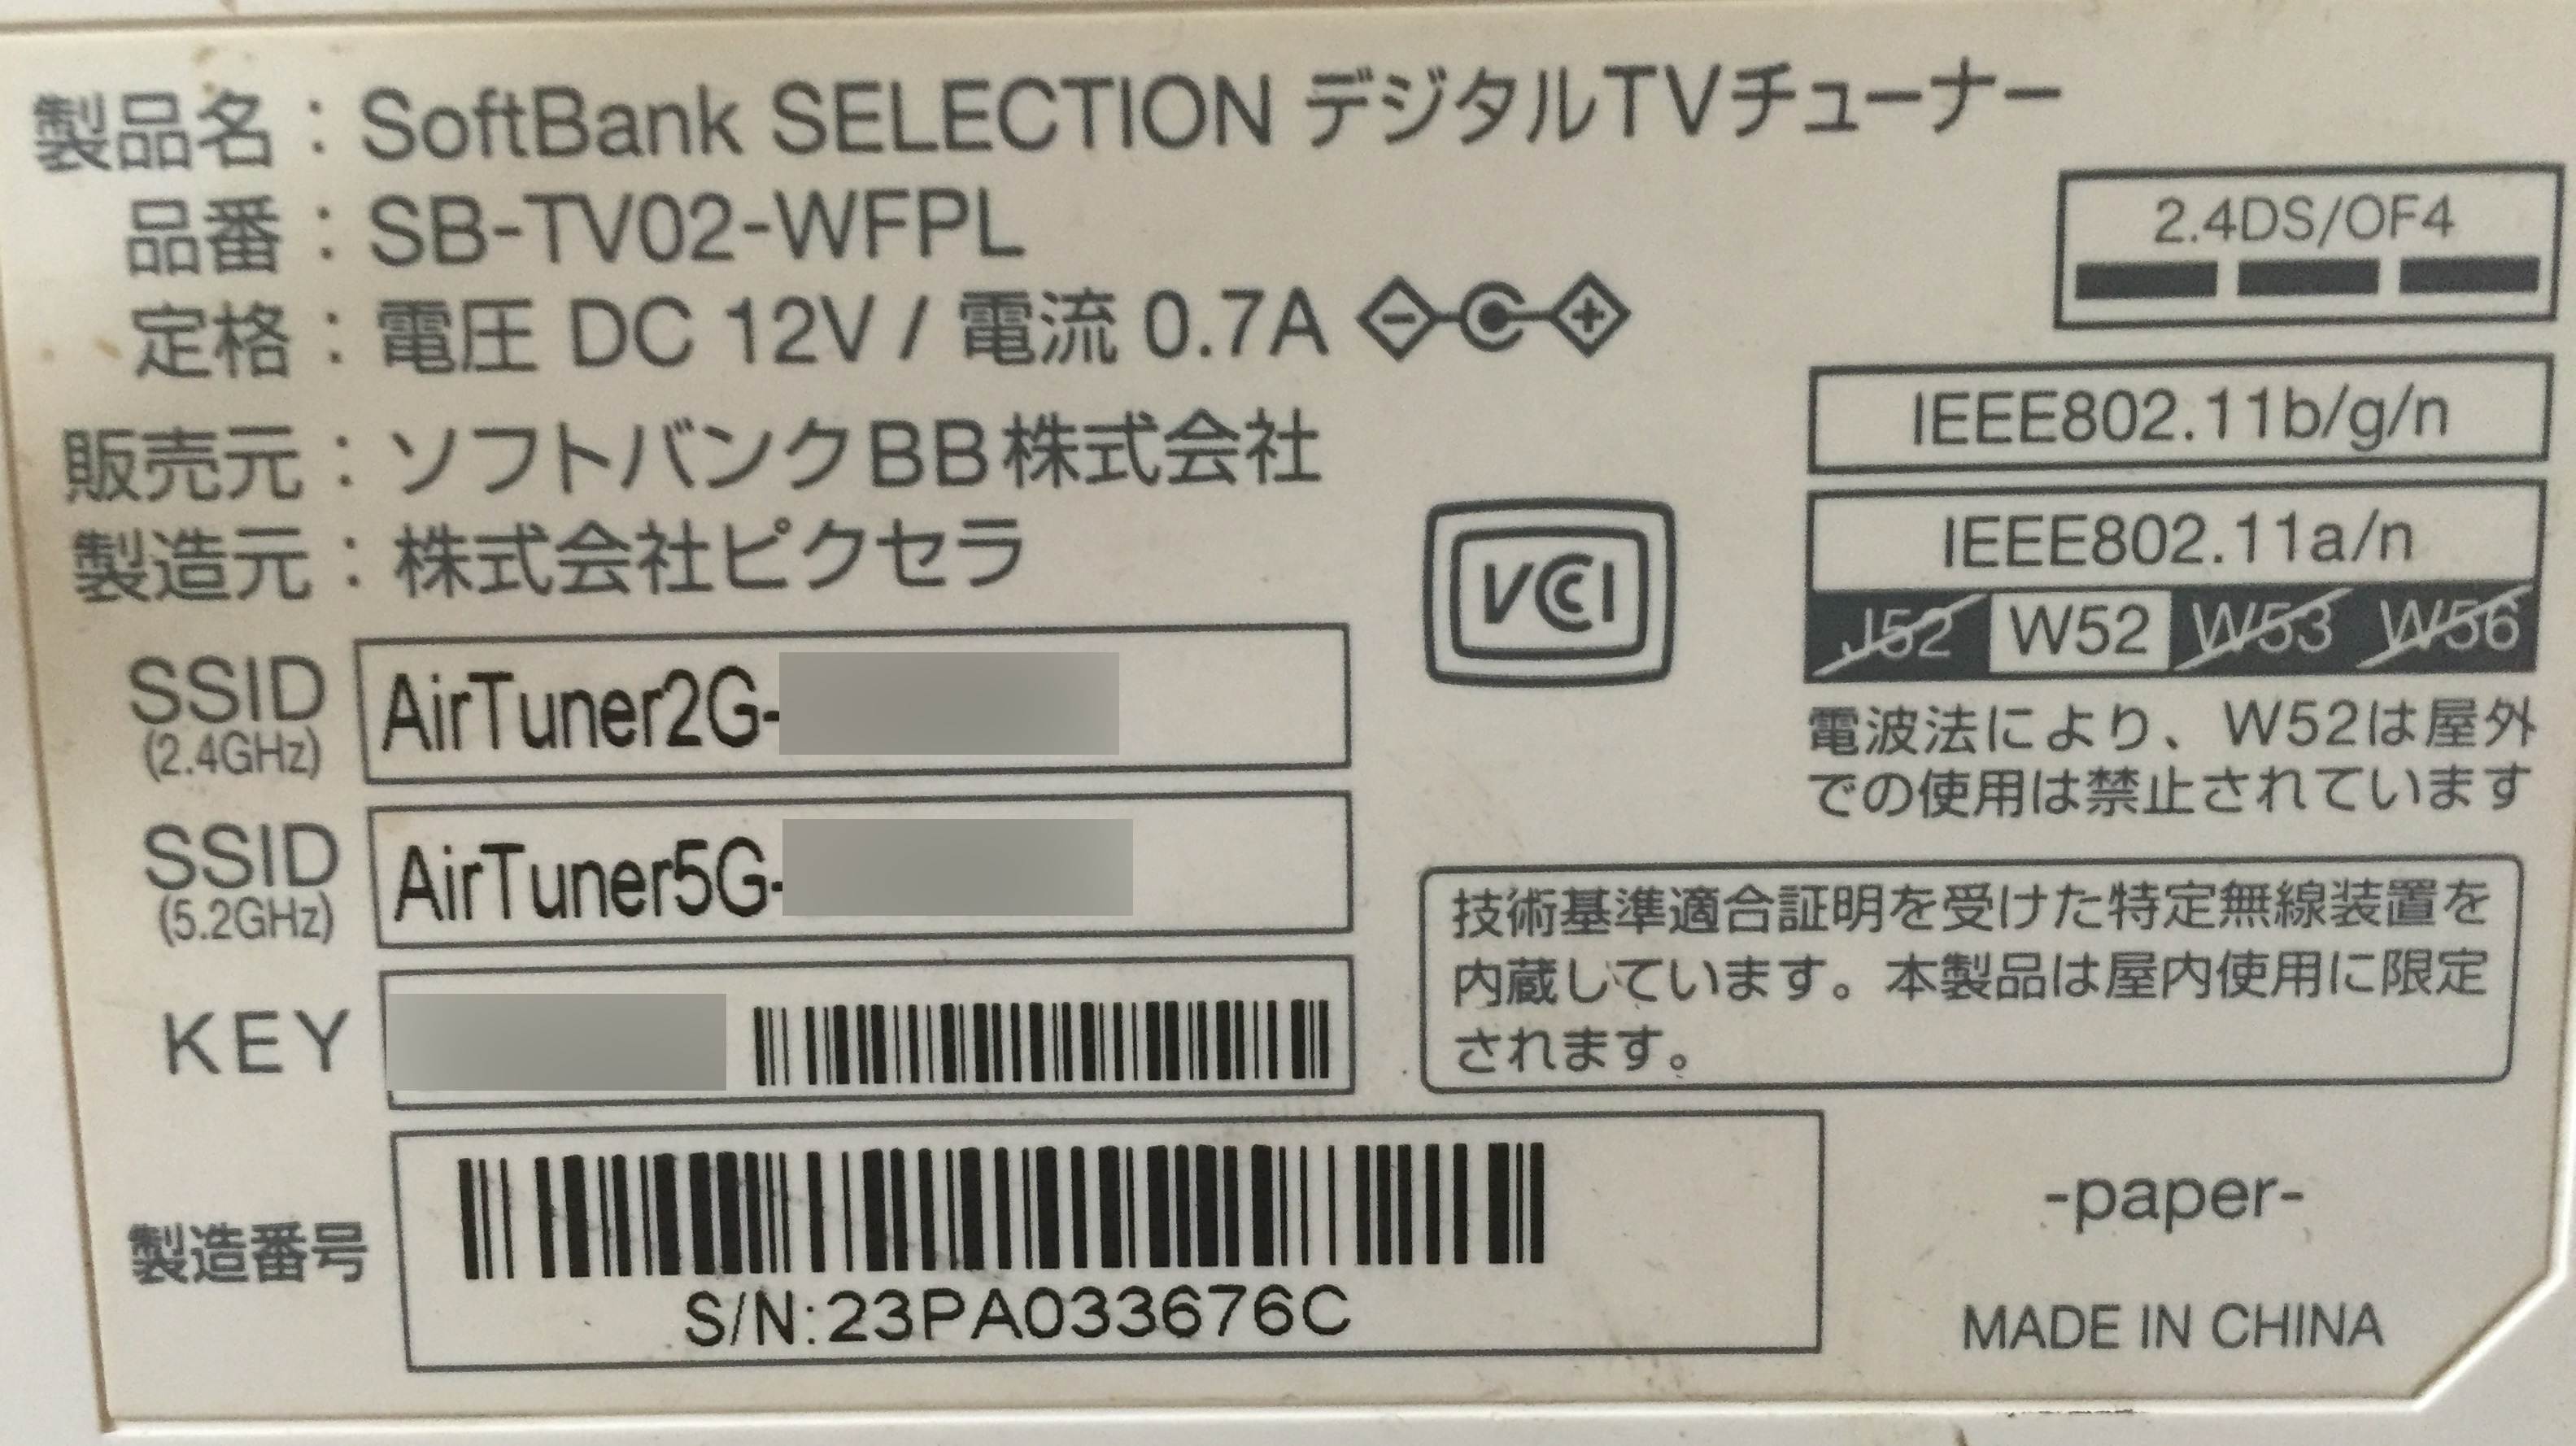 製品名：SoftBank SELECTION デジタルTVチューナー
品番：SB-TV02-WFPL
定格：電圧 DC 12V / 電流 0.7A
販売元：ソフトバンクBB株式会社
製造元：株式会社ピクセラ
2.4DS/OF4
IEEE802.11b/g/n
IEEE802.11a/n
J52 W52 W53 W56
電波法により、W52は屋外
での使用は禁止されています
VCCI
SSID AirTuner2G-
(2.4GHz)
SSID AirTuner5G-
(5.2GHz)
KEY
技術基準適合証明を受けた特定無線装置を
内蔵しています。本製品は屋内使用に限定
されます。
製造番号
S/N:23PA033676C
-paper-
MADE IN CHINA